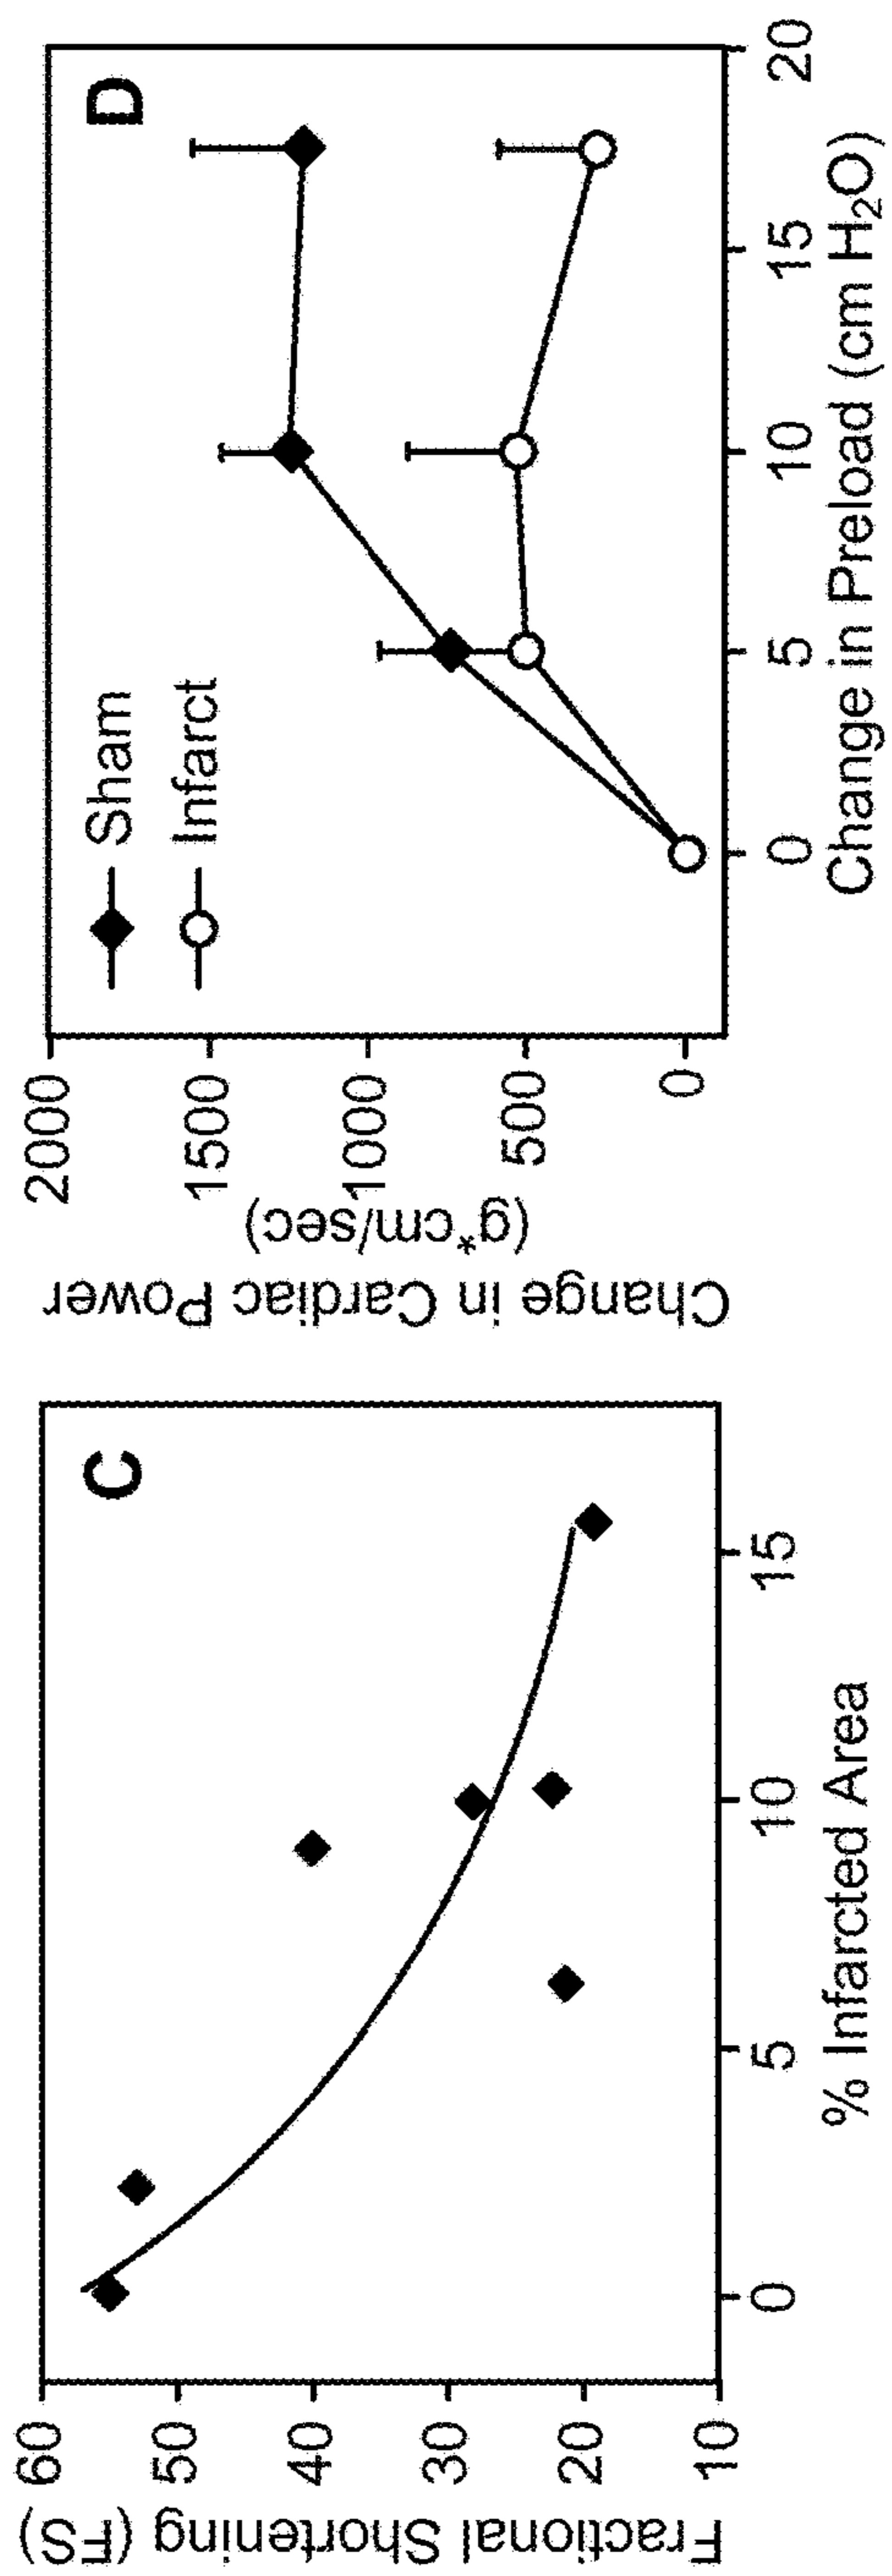 C
Fractional Shortening (FS)
60
50
40
30
20
10
0
5
10
15
% Infarcted Area
D
Sham
Infarct
Change in Cardiac Power
(g*cm/sec)
2000
1500
1000
500
0
0
5
10
15
20
Change in Preload (cm H₂O)